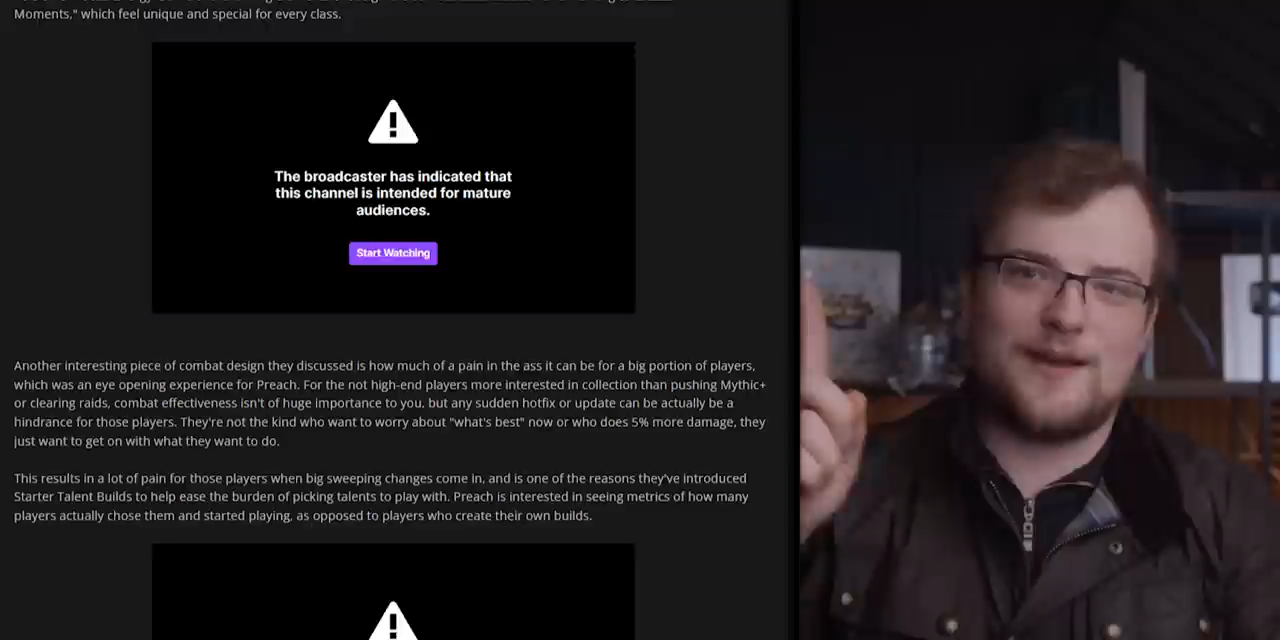 Moments," which feel unique and special for every class.
The broadcaster has indicated that
this channel is intended for mature
audiences.
Start Watching
Another interesting piece of combat design they discussed is how much of a pain in the ass it can be for a big portion of players,
which was an eye opening experience for Preach. For the not high-end players more interested in collection than pushing Mythic+
or clearing raids, combat effectiveness isn't of huge importance to you. but any sudden hotfix or update can be actually be a
hindrance for those players. They're not the kind who want to worry about "what's best" now or who does 5% more damage, they
just want to get on with what they want to do.
This results in a lot of pain for those players when big sweeping changes come in, and is one of the reasons they've introduced
Starter Talent Builds to help ease the burden of picking talents to play with. Preach is interested in seeing metrics of how many
players actually chose them and started playing, as opposed to players who create their own builds.